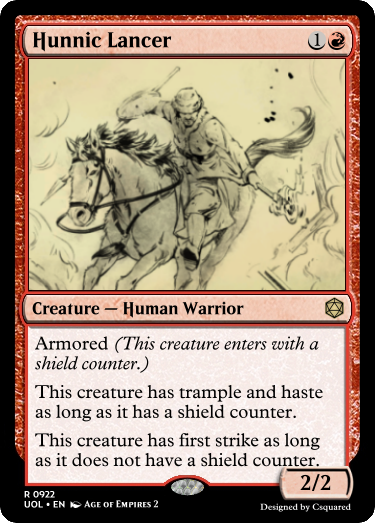 Hunnic Lancer 1
Creature — Human Warrior
Armored (This creature enters with a
shield counter.)
This creature has trample and haste
as long as it has a shield counter.
This creature has first strike as long
as it does not have a shield counter.
2/2
R 0922
UOL • EN Age of Empires 2
Designed by Csquared